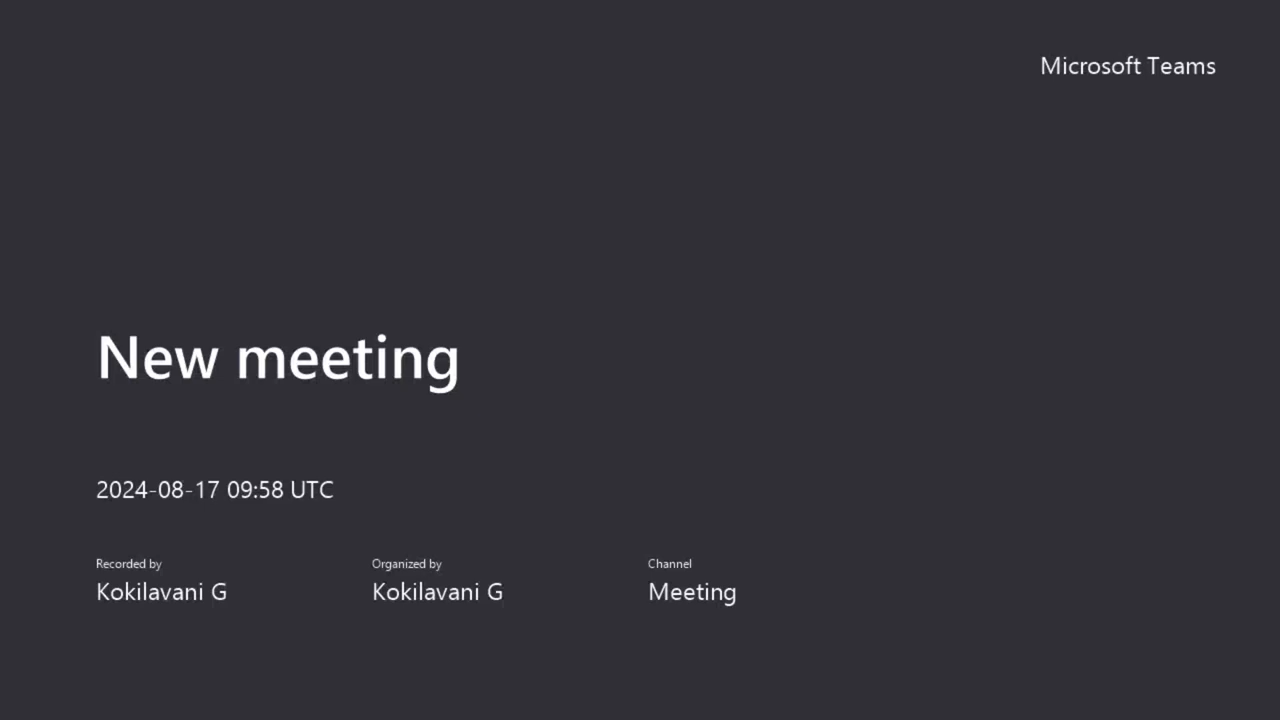 Microsoft Teams
New meeting
2024-08-17 09:58 UTC
Recorded by
Kokilavani G
Organized by
Kokilavani G
Channel
Meeting